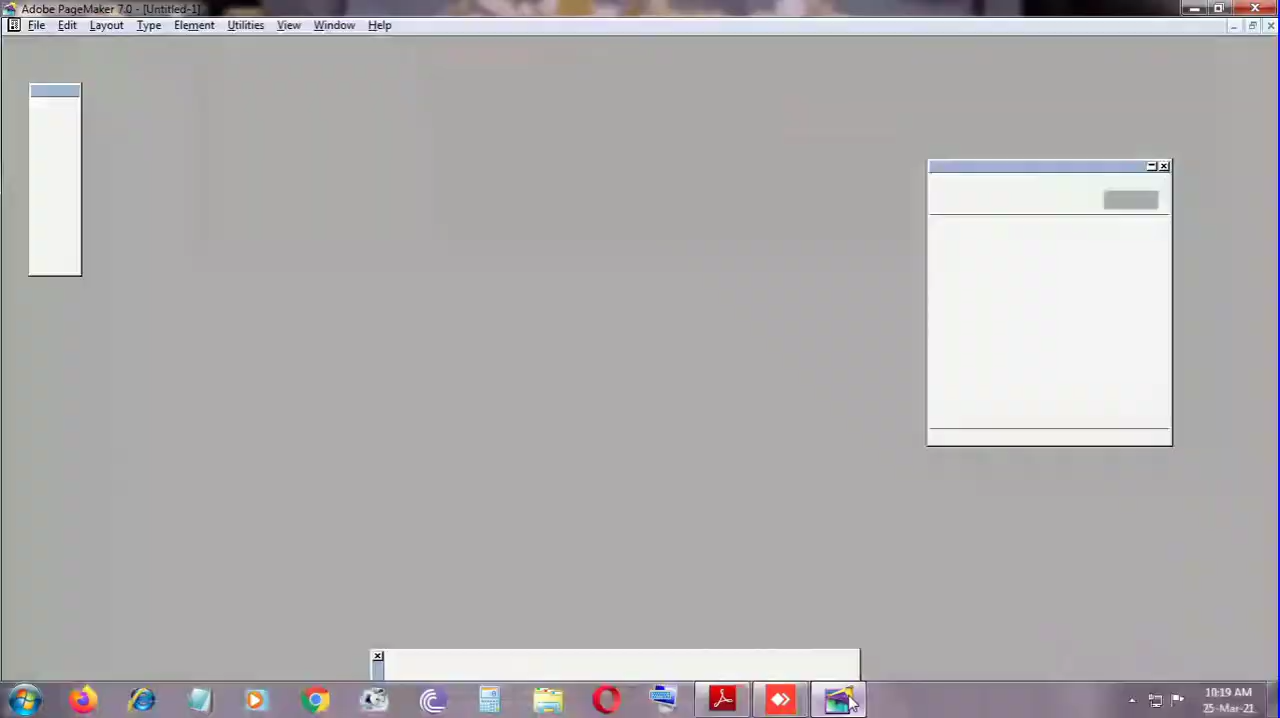 Adobe PageMaker 7.0 - [Untitled-1]
File Edit Layout Type Element Utilities View Window Help
10:19 AM
25-Mar-21